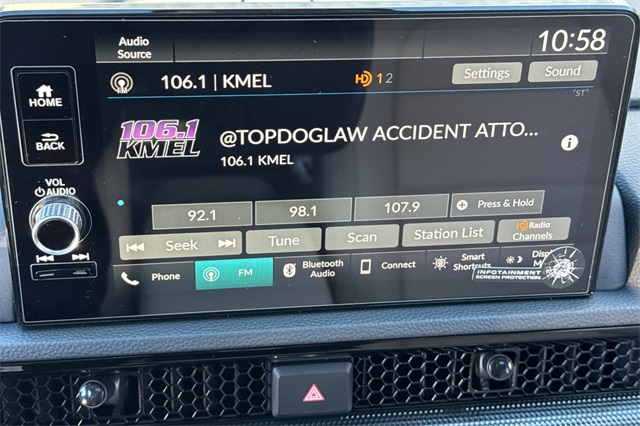 Audio
Source
10:58
HOME
BACK
VOL
AUDIO
FM
106.1 | KMEL
HD 1 2
Settings
Sound
"ST"
106.1
KMEL
@TOPDOGLAW ACCIDENT ATTO...
106.1 KMEL
i
92.1
98.1
107.9
+ Press & Hold
Seek
Tune
Scan
Station List
HD Radio
Channels
Phone
FM
Bluetooth
Audio
Connect
Smart
Shortcuts
INFOTAINMENT
SCREEN PROTECTION